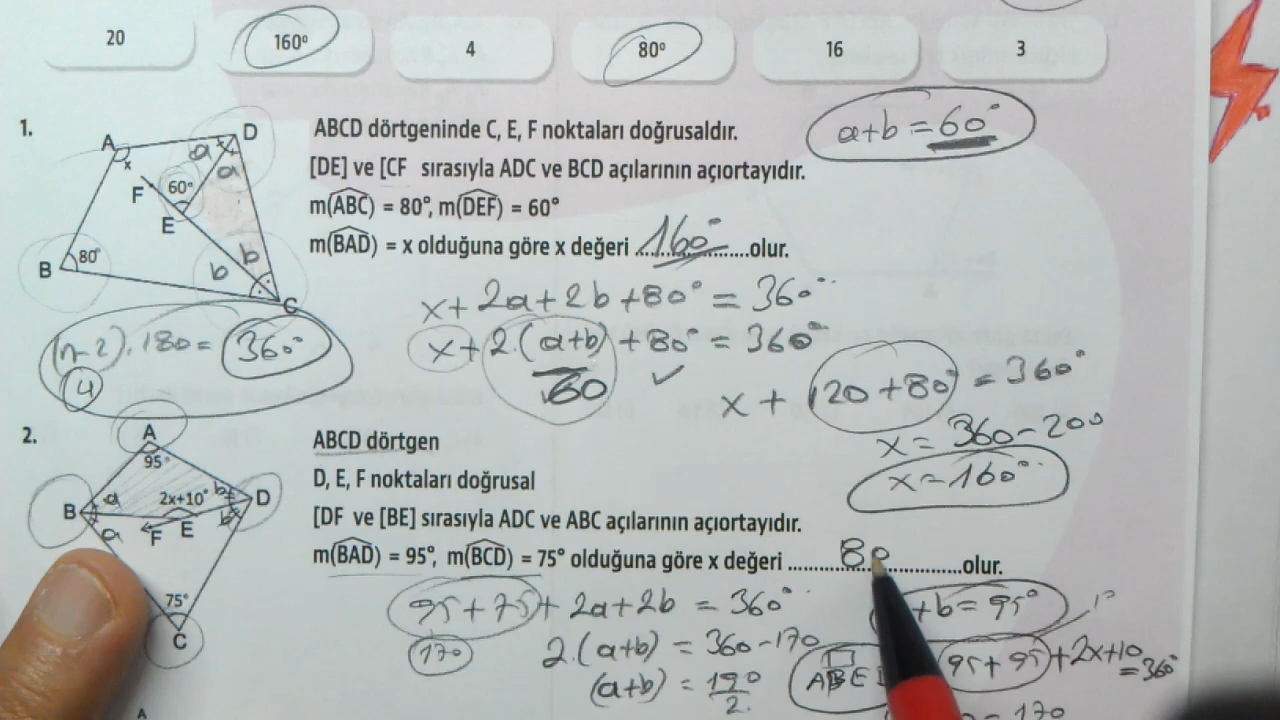 20 160° 4 80° 16 3
1.
A D a x a F 60° E B 80° b b C
ABCD dörtgeninde C, E, F noktaları doğrusaldır.
a+b = 60°
[DE] ve [CF sırasıyla ADC ve BCD açılarının açıortayıdır.
m(ABC) = 80°, m(DEF) = 60°
m(BAD) = x olduğuna göre x değeri ...160°...olur.
x + 2a + 2b + 80° = 360°
(n-2).180 = 360°
4
x + 2.(a+b) + 80° = 360°
60
x + 120 + 80° = 360°
x = 360 - 200
x = 160°
2.
A 95° a 2x+10° b D B a F E b 75° C
ABCD dörtgen
D, E, F noktaları doğrusal
[DF ve [BE] sırasıyla ADC ve ABC açılarının açıortayıdır.
m(BAD) = 95°, m(BCD) = 75° olduğuna göre x değeri ...80...olur.
95 + 75 + 2a + 2b = 360°
+b = 95°
170
2.(a+b) = 360 - 170
(a+b) = 190/2
95 + 95 + 2x + 10 = 360°
= 170
A